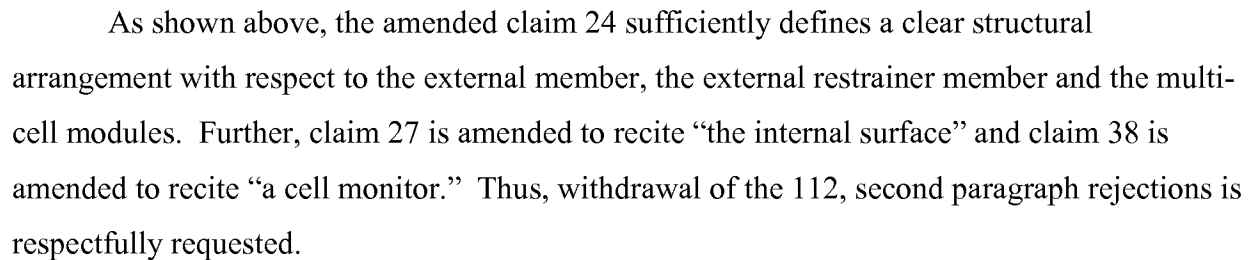 As shown above, the amended claim 24 sufficiently defines a clear structural
arrangement with respect to the external member, the external restrainer member and the multi-
cell modules.  Further, claim 27 is amended to recite “the internal surface” and claim 38 is
amended to recite “a cell monitor.”  Thus, withdrawal of the 112, second paragraph rejections is
respectfully requested.